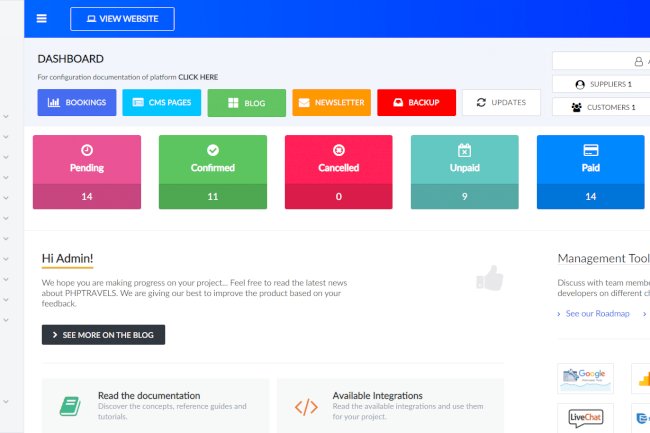 VIEW WEBSITE
DASHBOARD
For configuration documentation of platform CLICK HERE
SUPPLIERS 1
CUSTOMERS 1
BOOKINGS
CMS PAGES
BLOG
NEWSLETTER
BACKUP
UPDATES
Pending
14
Confirmed
11
Cancelled
0
Unpaid
9
Paid
14
Hi Admin!
We hope you are making progress on your project... Feel free to read the latest news
about PHPTRAVELS. We are giving our best to improve the product based on your
feedback.
SEE MORE ON THE BLOG
Management Tool
Discuss with team membe
developers on different ch
See our Roadmap
Read the documentation
Discover the concepts, reference guides and
tutorials.
Available Integrations
Read the available integrations and use them
for your project.
Google
LiveChat